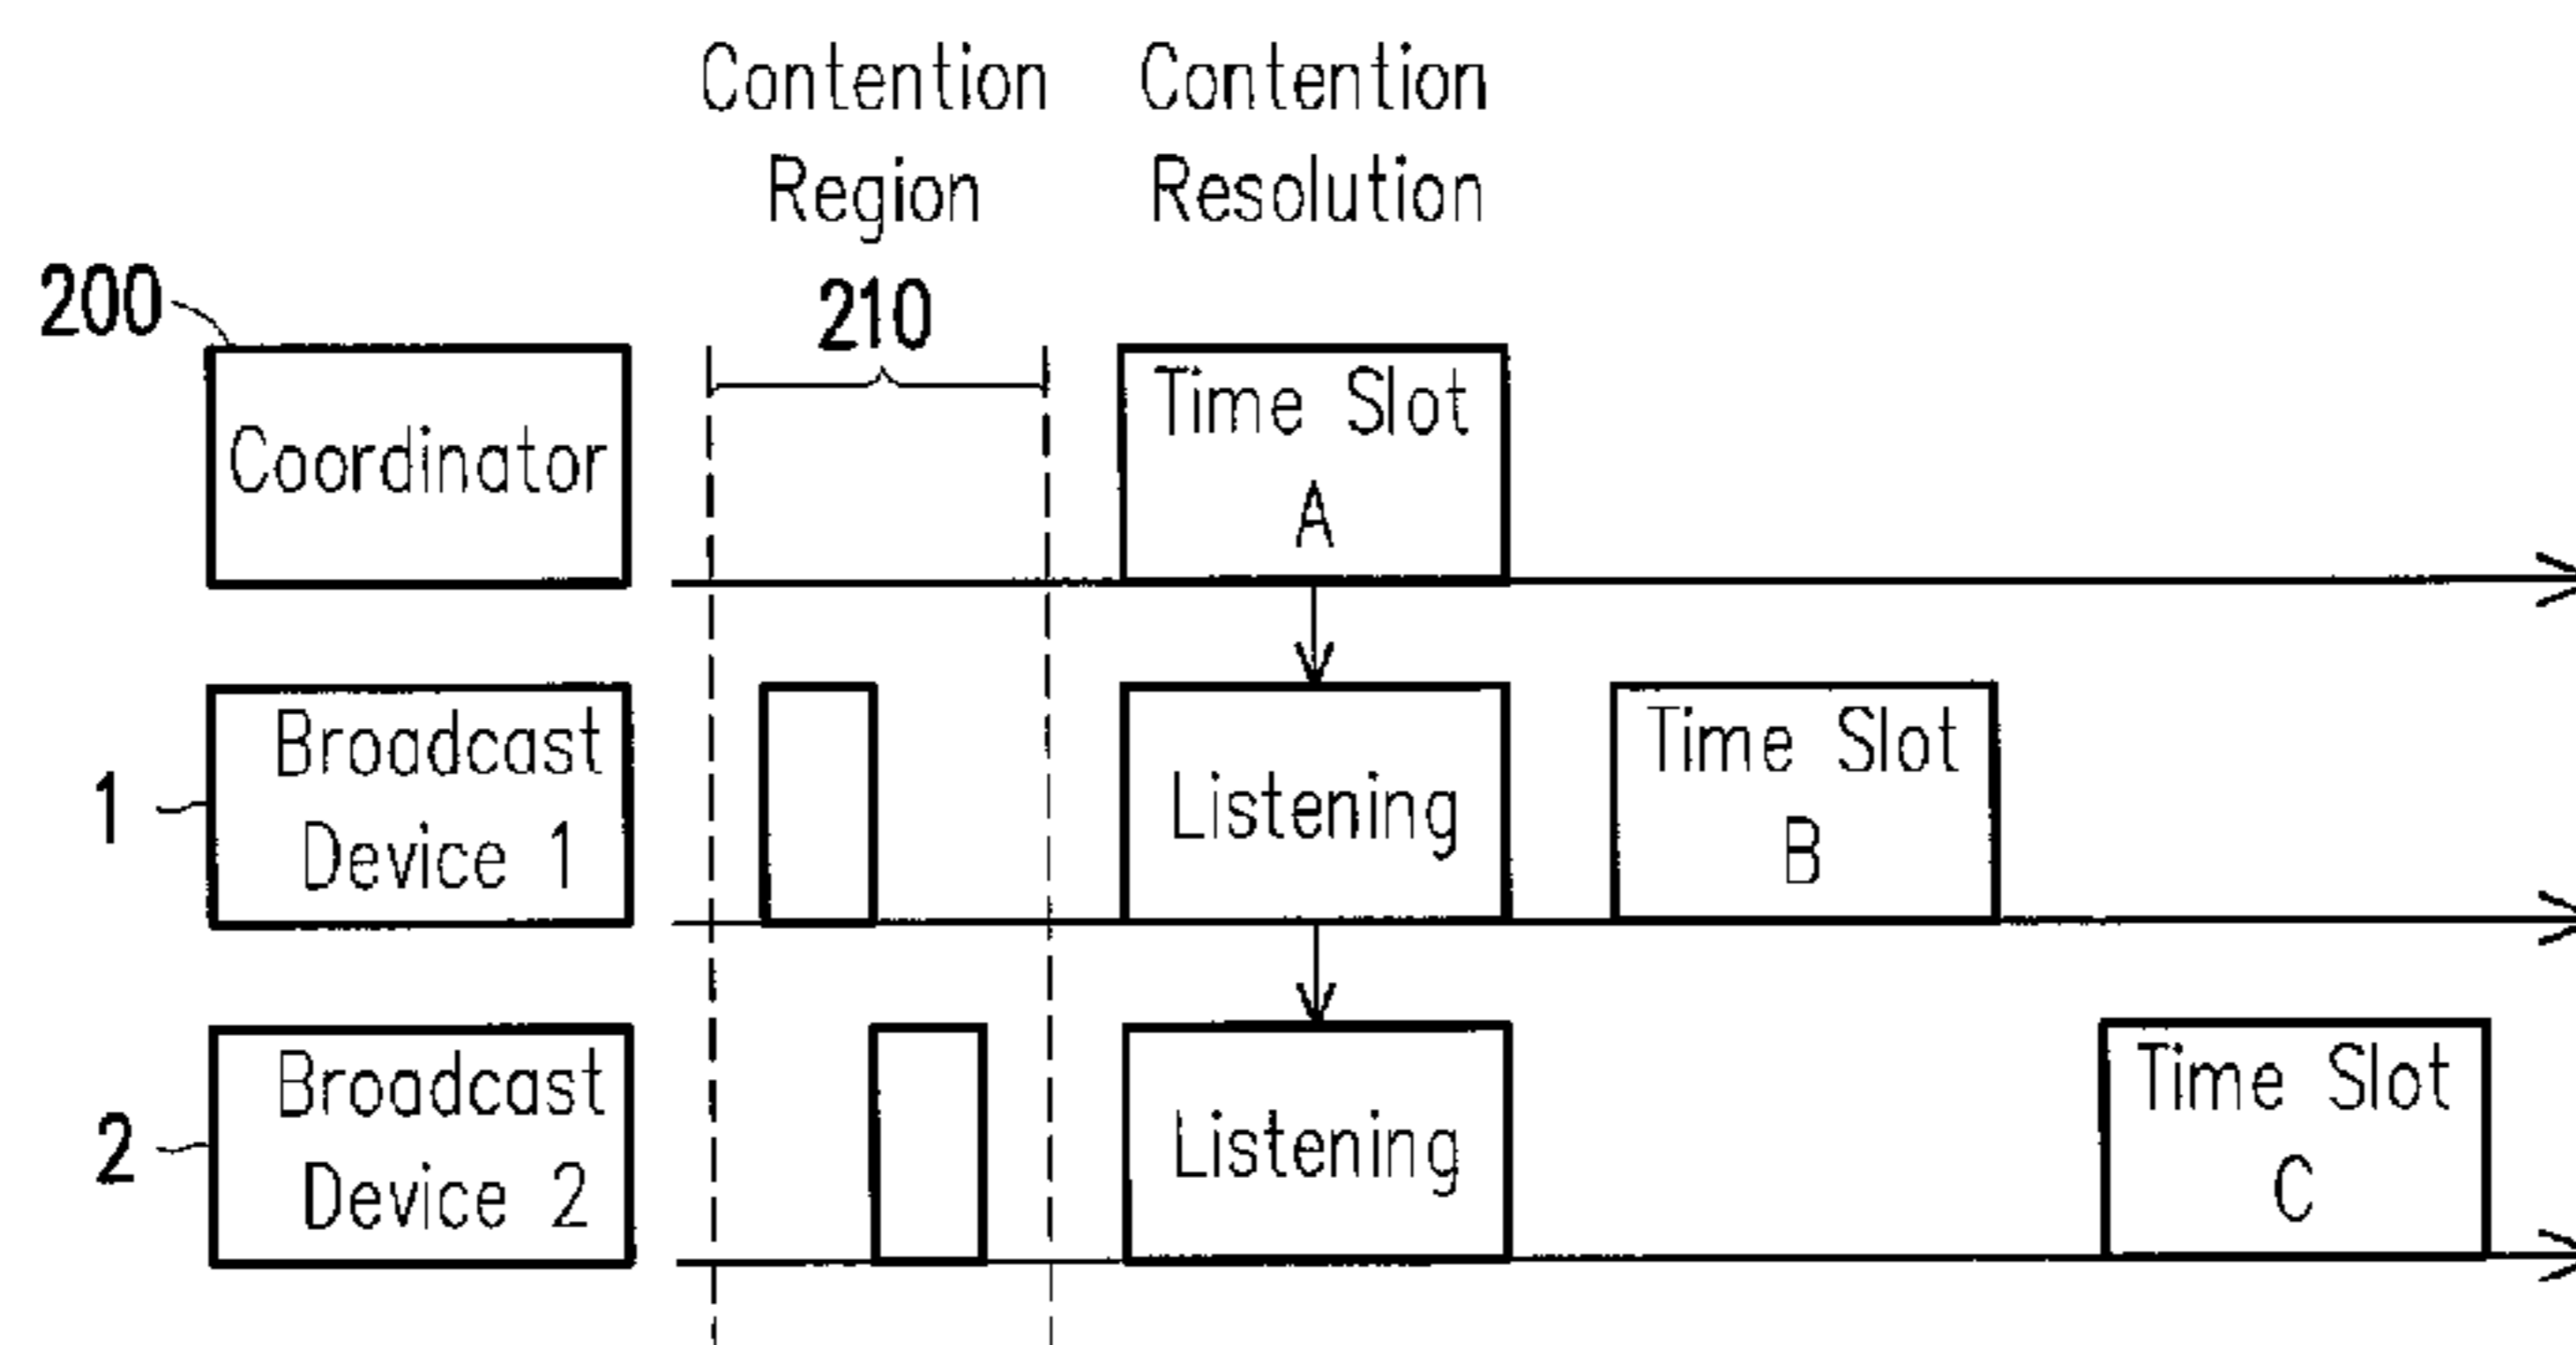 Contention
Region
210
Contention
Resolution
200
Coordinator
Time Slot
A
1
Broadcast
Device 1
Listening
Time Slot
B
2
Broadcast
Device 2
Listening
Time Slot
C